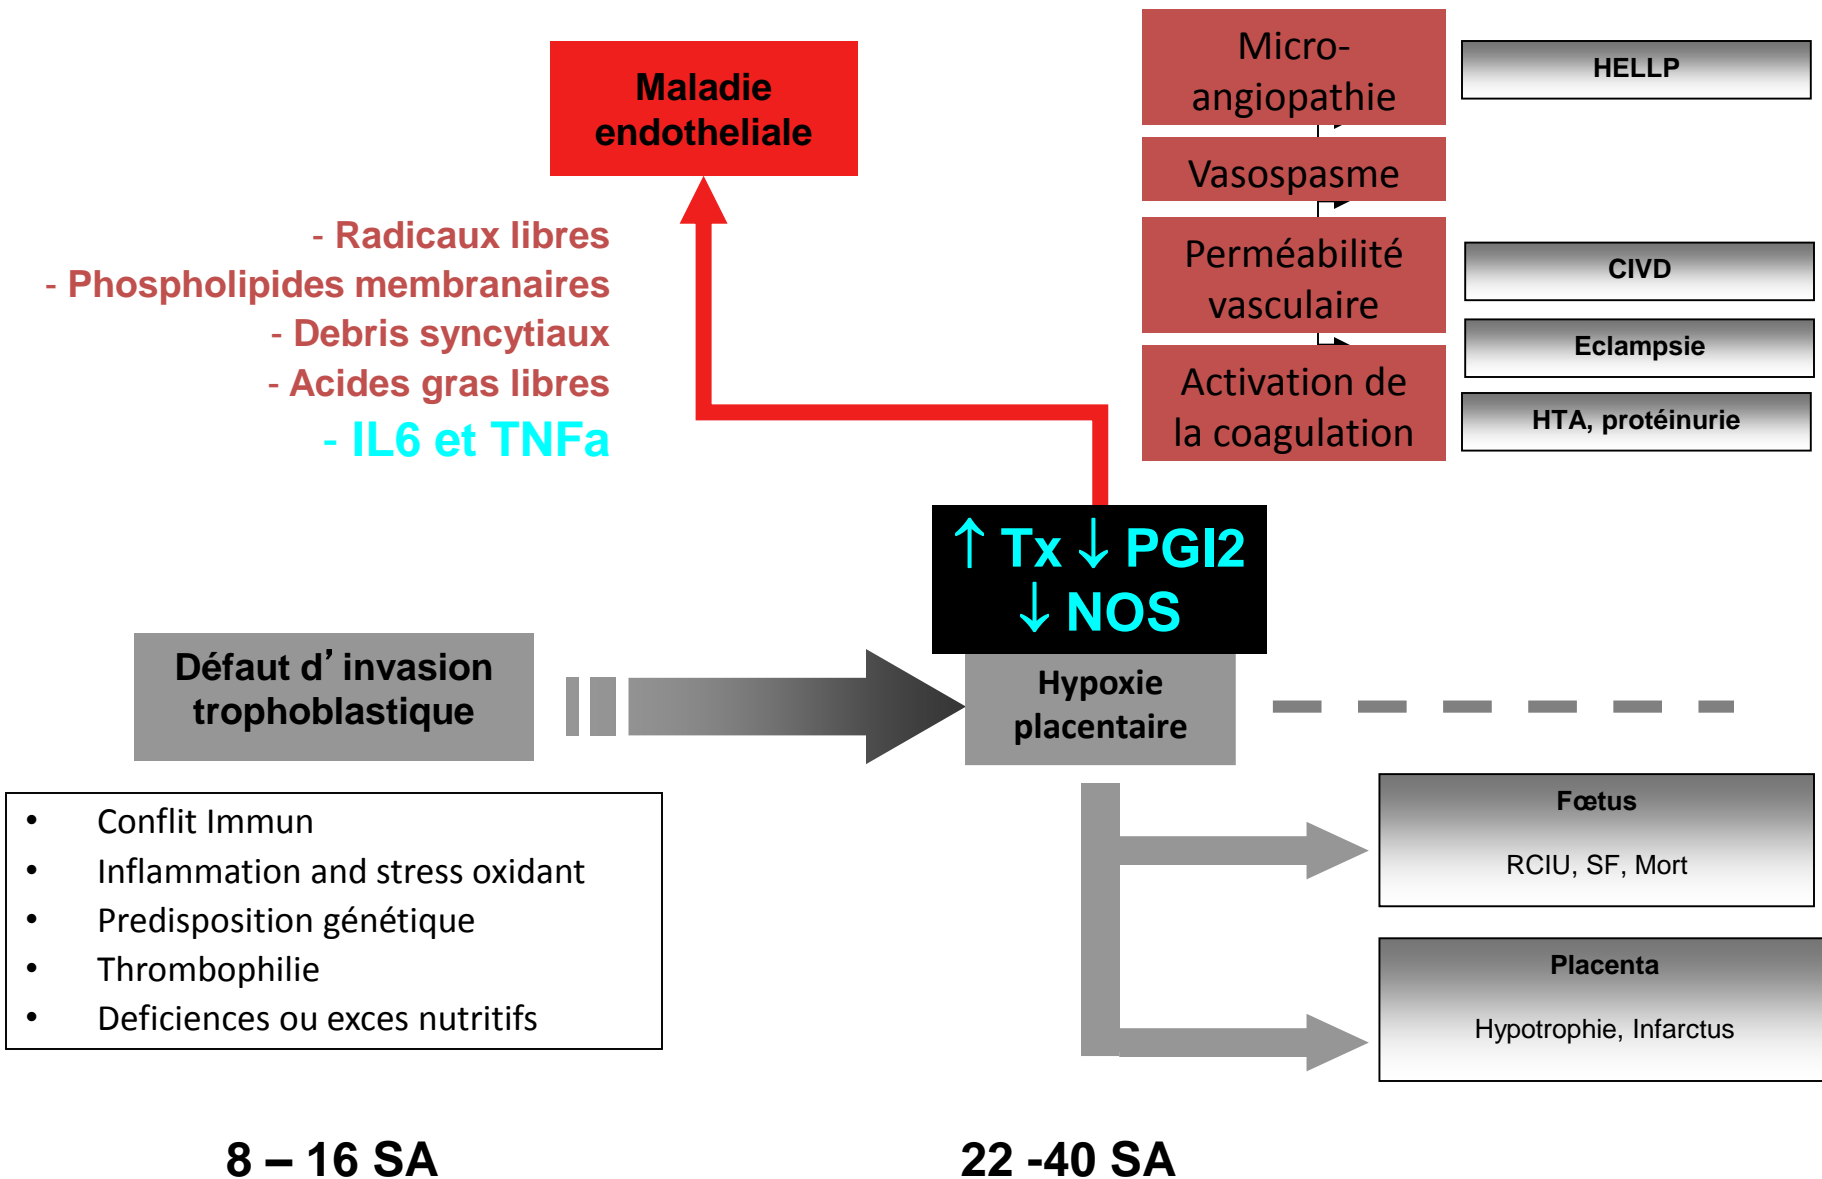 Maladie
endotheliale
- Radicaux libres
- Phospholipides membranaires
- Debris syncytiaux
- Acides gras libres
- IL6 et TNFa
Micro-
angiopathie
Vasospasme
Perméabilité
vasculaire
Activation de
la coagulation
HELLP
CIVD
Eclampsie
HTA, protéinurie
↑ Tx ↓ PGI2
↓ NOS
Défaut d’ invasion
trophoblastique
Hypoxie
placentaire
• Conflit Immun
• Inflammation and stress oxidant
• Predisposition génétique
• Thrombophilie
• Deficiences ou exces nutritifs
Fœtus
RCIU, SF, Mort
Placenta
Hypotrophie, Infarctus
8 – 16 SA
22 -40 SA